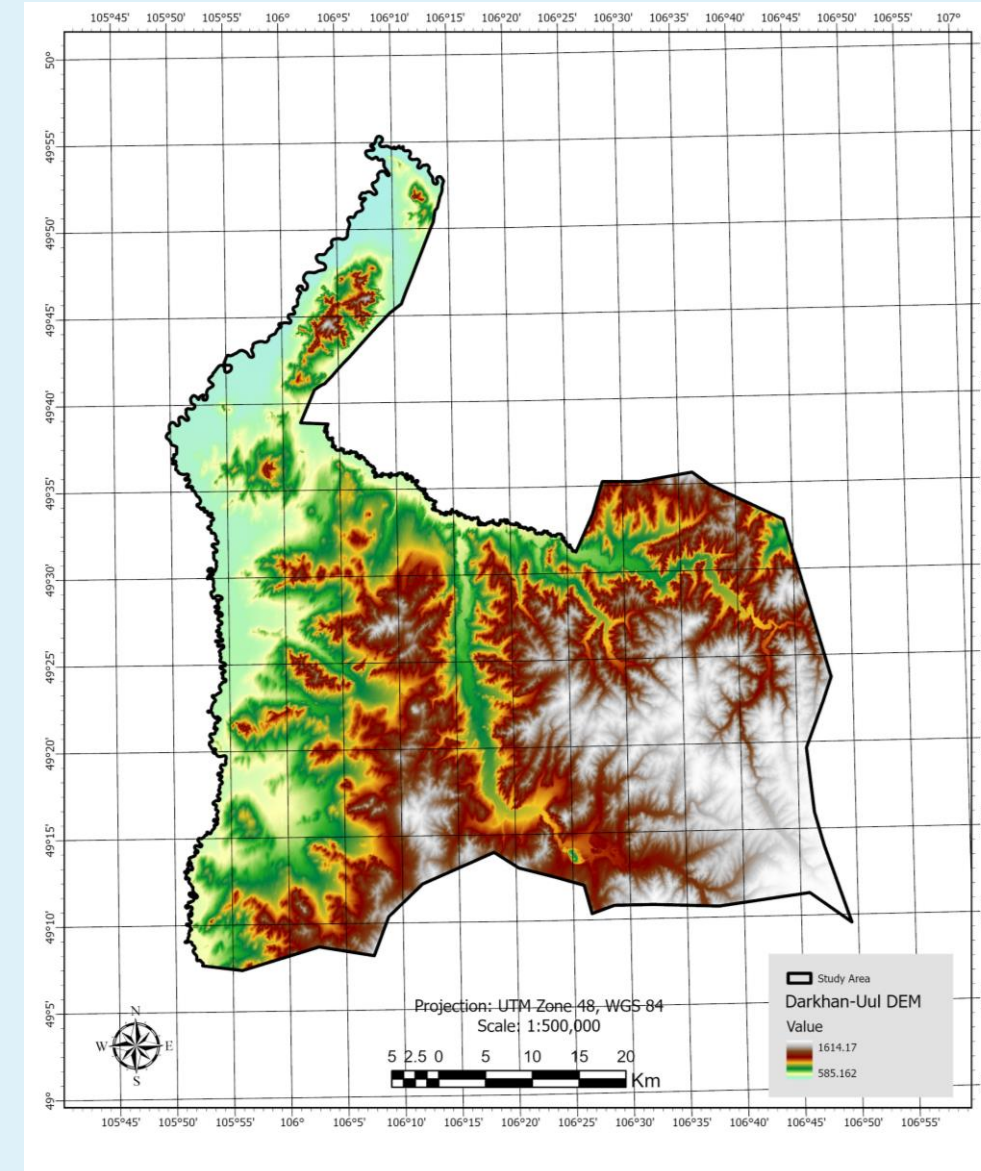 105°45' 105°50' 105°55' 106° 106°5' 106°10' 106°15' 106°20' 106°25' 106°30' 106°35' 106°40' 106°45' 106°50' 106°55' 107°
50°
49°55'
49°50'
49°45'
49°40'
49°35'
49°30'
49°25'
49°20'
49°15'
49°10'
49°5'
49°
N
W E
S
Projection: UTM Zone 48, WGS 84
Scale: 1:500,000
5 2.5 0 5 10 15 20
Km
Study Area
Darkhan-Uul DEM
Value
1614.17
585.162
105°45' 105°50' 105°55' 106° 106°5' 106°10' 106°15' 106°20' 106°25' 106°30' 106°35' 106°40' 106°45' 106°50' 106°55'